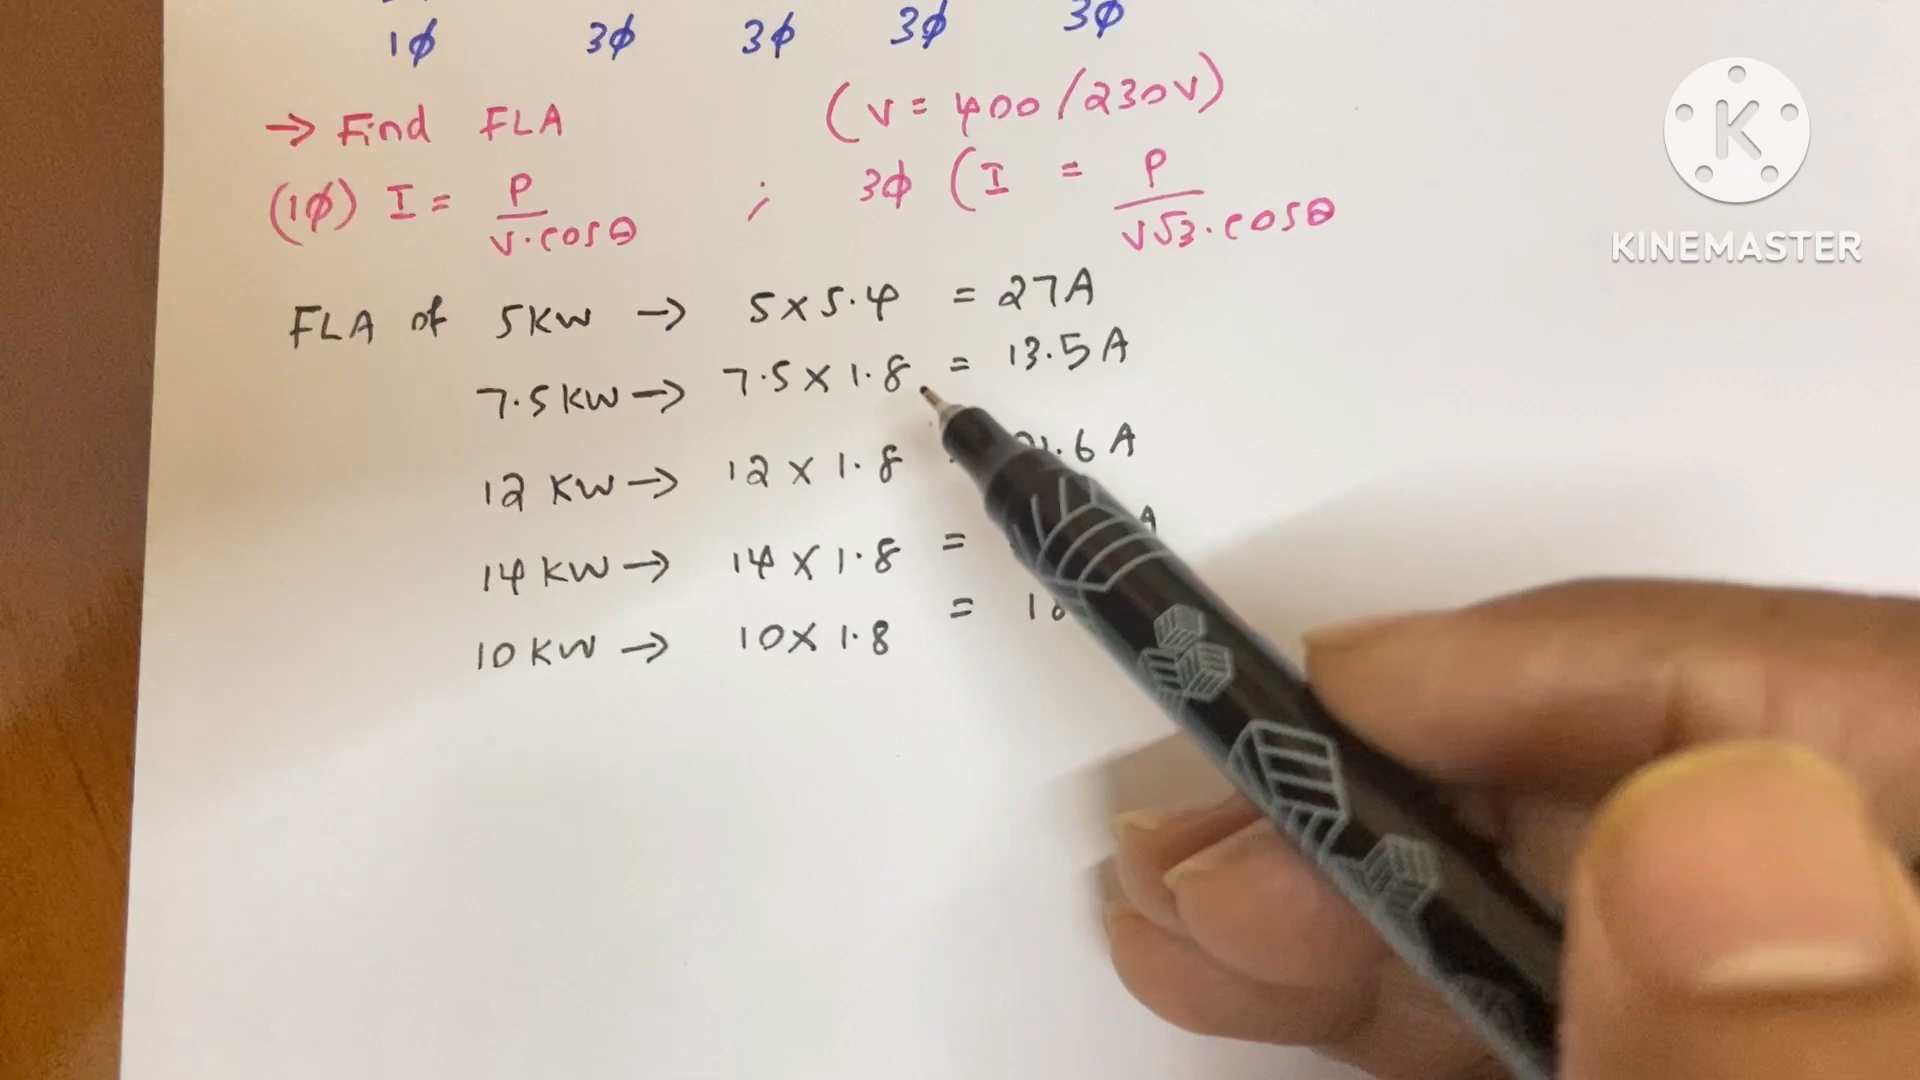 1ϕ 3ϕ 3ϕ 3ϕ 3ϕ
→ Find FLA (V = 400/230V)
(1ϕ) I = P / V·cosθ ; 3ϕ (I = P / V√3·cosθ
FLA of 5KW → 5 x 5.4 = 27A
7.5KW → 7.5 x 1.8 = 13.5A
12 KW → 12 x 1.8 .6 A
14 KW → 14 x 1.8 = A
10 KW → 10 x 1.8 =
K
KINEMASTER